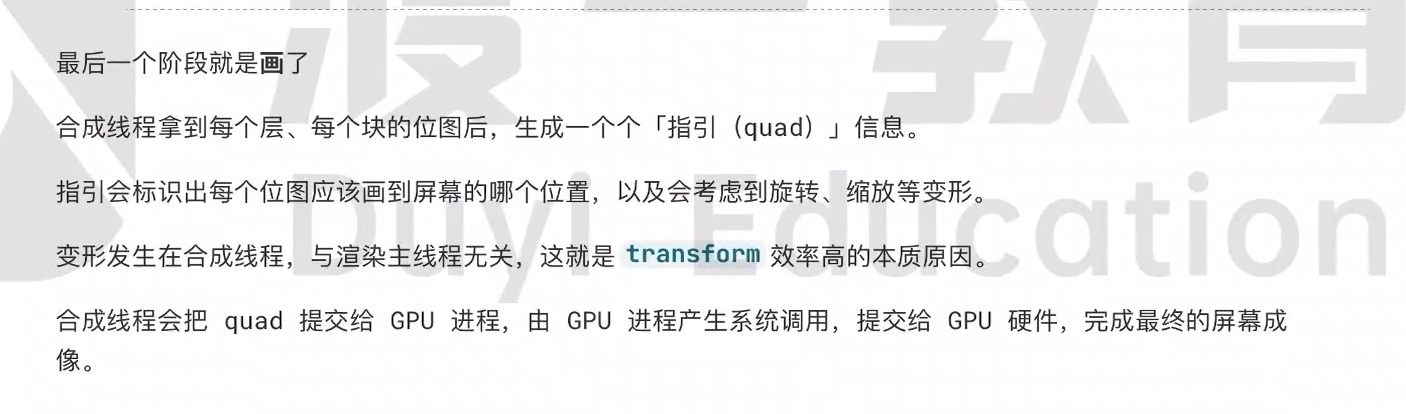 最后一个阶段就是画了
合成线程拿到每个层、每个块的位图后，生成一个个「指引（quad）」信息。
指引会标识出每个位图应该画到屏幕的哪个位置，以及会考虑到旋转、缩放等变形。
变形发生在合成线程，与渲染主线程无关，这就是 transform 效率高的本质原因。
合成线程会把 quad 提交给 GPU 进程，由 GPU 进程产生系统调用，提交给 GPU 硬件，完成最终的屏幕成
像。
渡一教育
Duyi Education